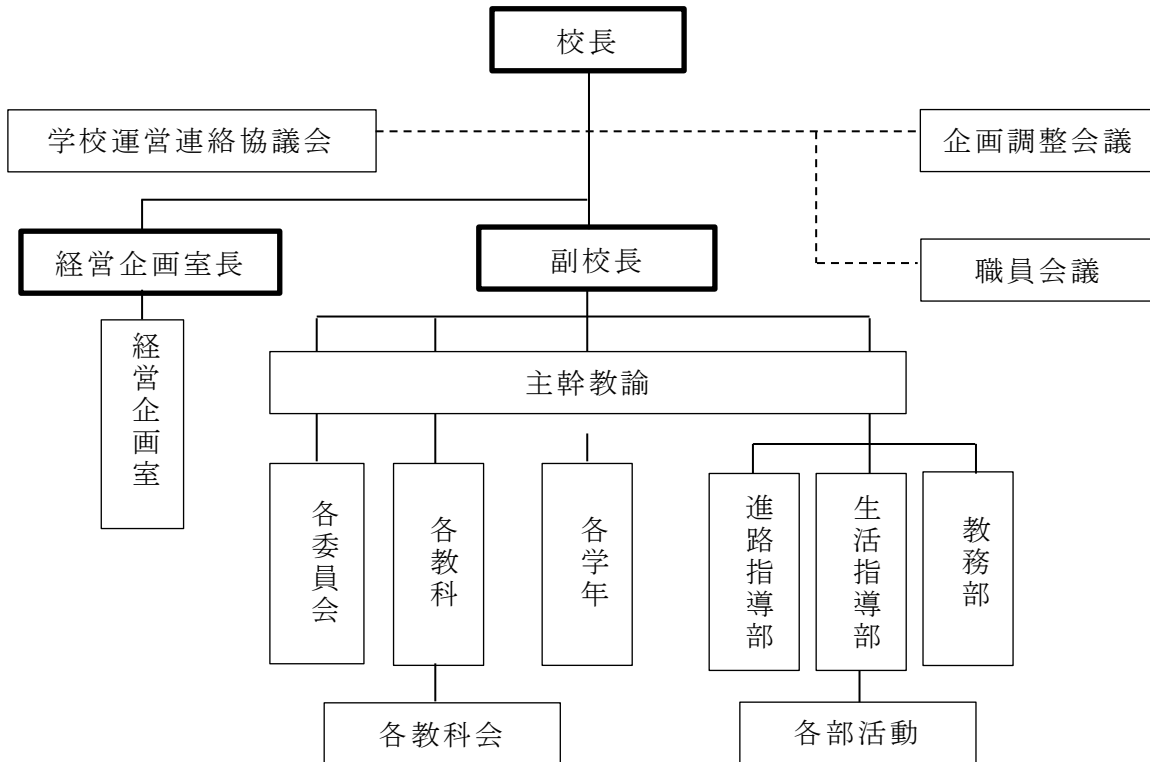 校長
学校運営連絡協議会
企画調整会議
経営企画室長
副校長
職員会議
経営企画室
主幹教諭
各委員会
各教科
各学年
進路指導部
生活指導部
教務部
各教科会
各部活動